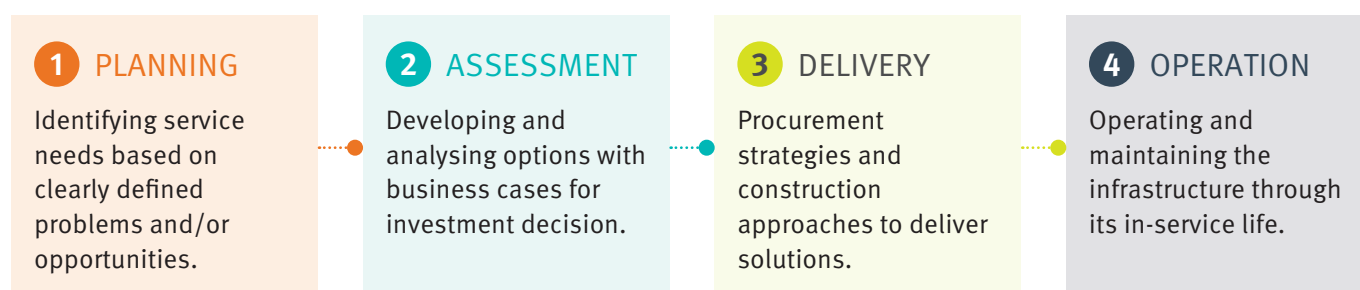 1 PLANNING
Identifying service
needs based on
clearly defined
problems and/or
opportunities.
2 ASSESSMENT
Developing and
analysing options with
business cases for
investment decision.
3 DELIVERY
Procurement
strategies and
construction
approaches to deliver
solutions.
4 OPERATION
Operating and
maintaining the
infrastructure through
its in-service life.